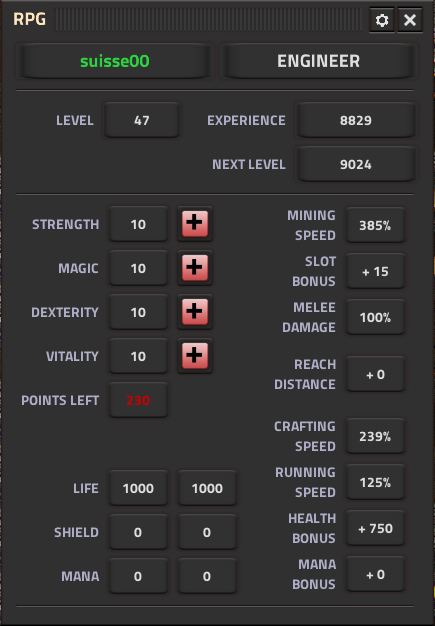 RPG
suisse00 ENGINEER
LEVEL 47 EXPERIENCE 8829
NEXT LEVEL 9024
STRENGTH 10 +
MAGIC 10 +
DEXTERITY 10 +
VITALITY 10 +
POINTS LEFT 230
LIFE 1000 1000
SHIELD 0 0
MANA 0 0
MINING
SPEED 385%
SLOT
BONUS + 15
MELEE
DAMAGE 100%
REACH
DISTANCE + 0
CRAFTING
SPEED 239%
RUNNING
SPEED 125%
HEALTH
BONUS + 750
MANA
BONUS + 0